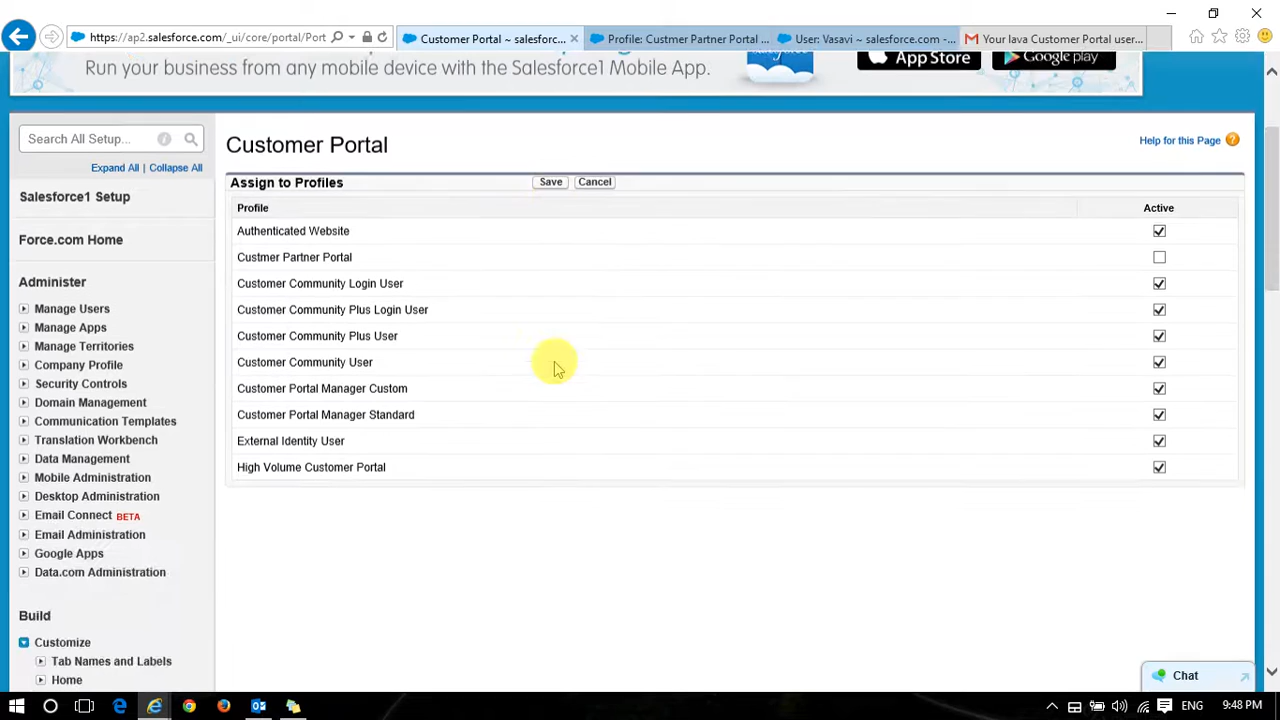 https://ap2.salesforce.com/_ui/core/portal/Port
Customer Portal ~ salesforc...
Profile: Custmer Partner Portal ...
User: Vasavi ~ salesforce.com -...
Your lava Customer Portal user...
Run your business from any mobile device with the Salesforce1 Mobile App.
App Store
Google play
Search All Setup...
Expand All | Collapse All
Salesforce1 Setup
Force.com Home
Administer
Manage Users
Manage Apps
Manage Territories
Company Profile
Security Controls
Domain Management
Communication Templates
Translation Workbench
Data Management
Mobile Administration
Desktop Administration
Email Connect BETA
Email Administration
Google Apps
Data.com Administration
Build
Customize
Tab Names and Labels
Home
Customer Portal
Help for this Page ?
Assign to Profiles
Save
Cancel
Profile
Active
Authenticated Website
Custmer Partner Portal
Customer Community Login User
Customer Community Plus Login User
Customer Community Plus User
Customer Community User
Customer Portal Manager Custom
Customer Portal Manager Standard
External Identity User
High Volume Customer Portal
Chat
ENG
9:48 PM